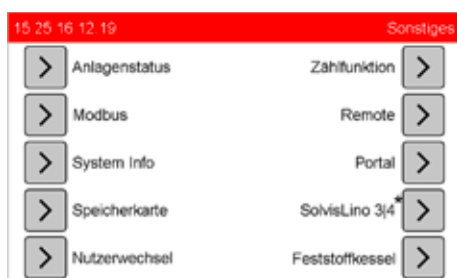 15 25 16 12 19 Sonstiges
Anlagenstatus Zählfunktion
Modbus Remote
System Info Portal
Speicherkarte SolvisLino 3|4*
Nutzerwechsel Feststoffkessel